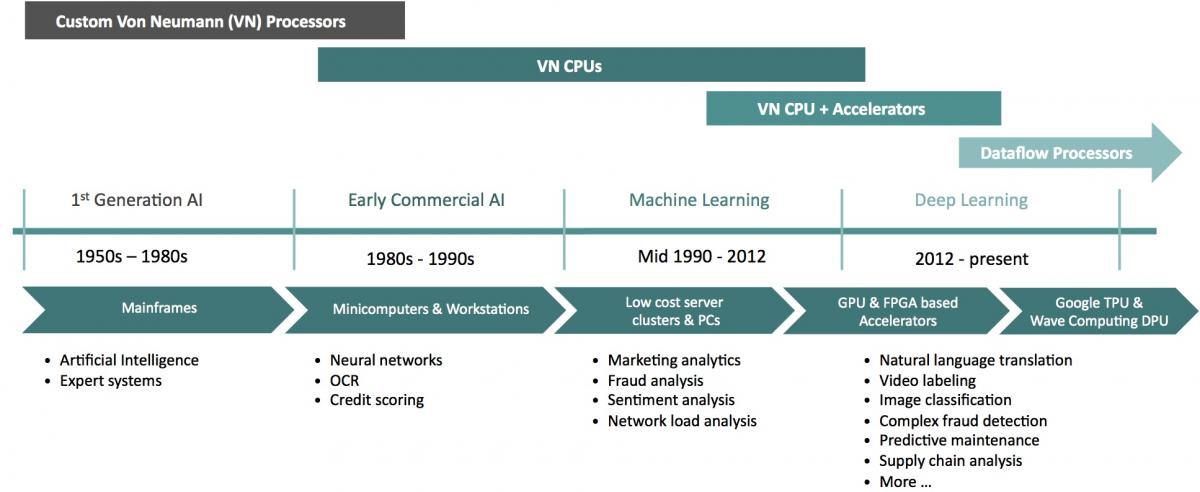 Custom Von Neumann (VN) Processors
VN CPUs
VN CPU + Accelerators
Dataflow Processors
1st Generation AI
Early Commercial AI
Machine Learning
Deep Learning
1950s – 1980s
1980s - 1990s
Mid 1990 - 2012
2012 - present
Mainframes
Minicomputers & Workstations
Low cost server
clusters & PCs
GPU & FPGA based
Accelerators
Google TPU &
Wave Computing DPU
• Artificial Intelligence
• Expert systems
• Neural networks
• OCR
• Credit scoring
• Marketing analytics
• Fraud analysis
• Sentiment analysis
• Network load analysis
• Natural language translation
• Video labeling
• Image classification
• Complex fraud detection
• Predictive maintenance
• Supply chain analysis
• More ...